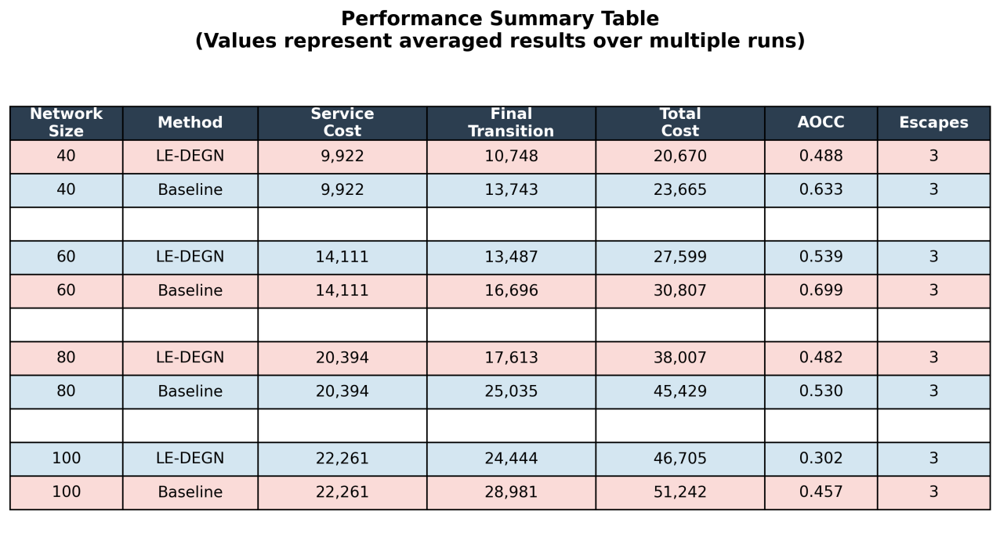 Performance Summary Table
(Values represent averaged results over multiple runs)
Network Size Method Service Cost Final Transition Total Cost AOCC Escapes
40 LE-DEGN 9,922 10,748 20,670 0.488 3
40 Baseline 9,922 13,743 23,665 0.633 3
60 LE-DEGN 14,111 13,487 27,599 0.539 3
60 Baseline 14,111 16,696 30,807 0.699 3
80 LE-DEGN 20,394 17,613 38,007 0.482 3
80 Baseline 20,394 25,035 45,429 0.530 3
100 LE-DEGN 22,261 24,444 46,705 0.302 3
100 Baseline 22,261 28,981 51,242 0.457 3